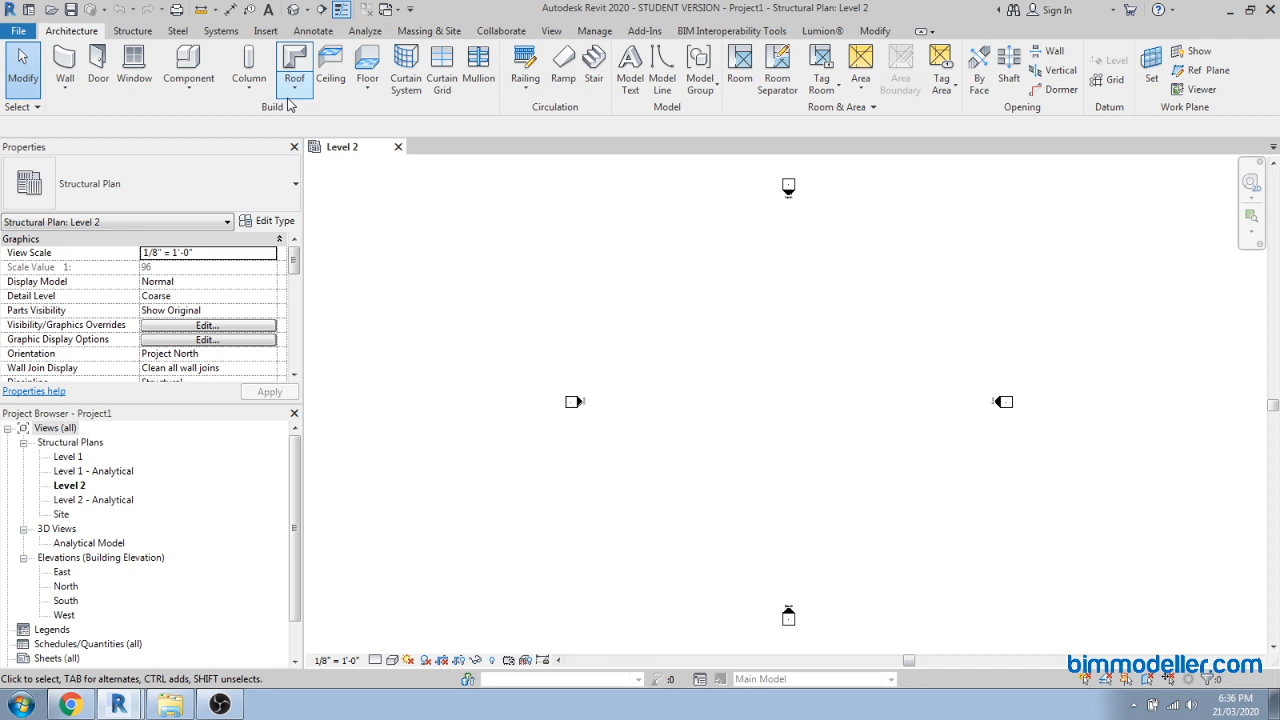 Autodesk Revit 2020 - STUDENT VERSION - Project1 - Structural Plan: Level 2
Sign In
File Architecture Structure Steel Systems Insert Annotate Analyze Massing & Site Collaborate View Manage Add-Ins BIM Interoperability Tools Lumion® Modify
Modify Wall Door Window Component Column Roof Ceiling Floor Curtain System Curtain Grid Mullion Railing Ramp Stair Model Text Model Line Model Group Room Room Separator Tag Room Area Area Boundary Tag Area By Face Shaft Wall Vertical Dormer Level Grid Set Show Ref Plane Viewer
Select Build Circulation Model Room & Area Opening Datum Work Plane
Properties
Level 2
Structural Plan
Structural Plan: Level 2 Edit Type
Graphics
View Scale 1/8" = 1'-0"
Scale Value 1: 96
Display Model Normal
Detail Level Coarse
Parts Visibility Show Original
Visibility/Graphics Overrides Edit...
Graphic Display Options Edit...
Orientation Project North
Wall Join Display Clean all wall joins
Discipline Structural
Properties help Apply
Project Browser - Project1
Views (all)
Structural Plans
Level 1
Level 1 - Analytical
Level 2
Level 2 - Analytical
Site
3D Views
Analytical Model
Elevations (Building Elevation)
East
North
South
West
Legends
Schedules/Quantities (all)
Sheets (all)
1/8" = 1'-0"
bimmodeller.com
Click to select, TAB for alternates, CTRL adds, SHIFT unselects.
:0
Main Model
:0
6:36 PM
21/03/2020